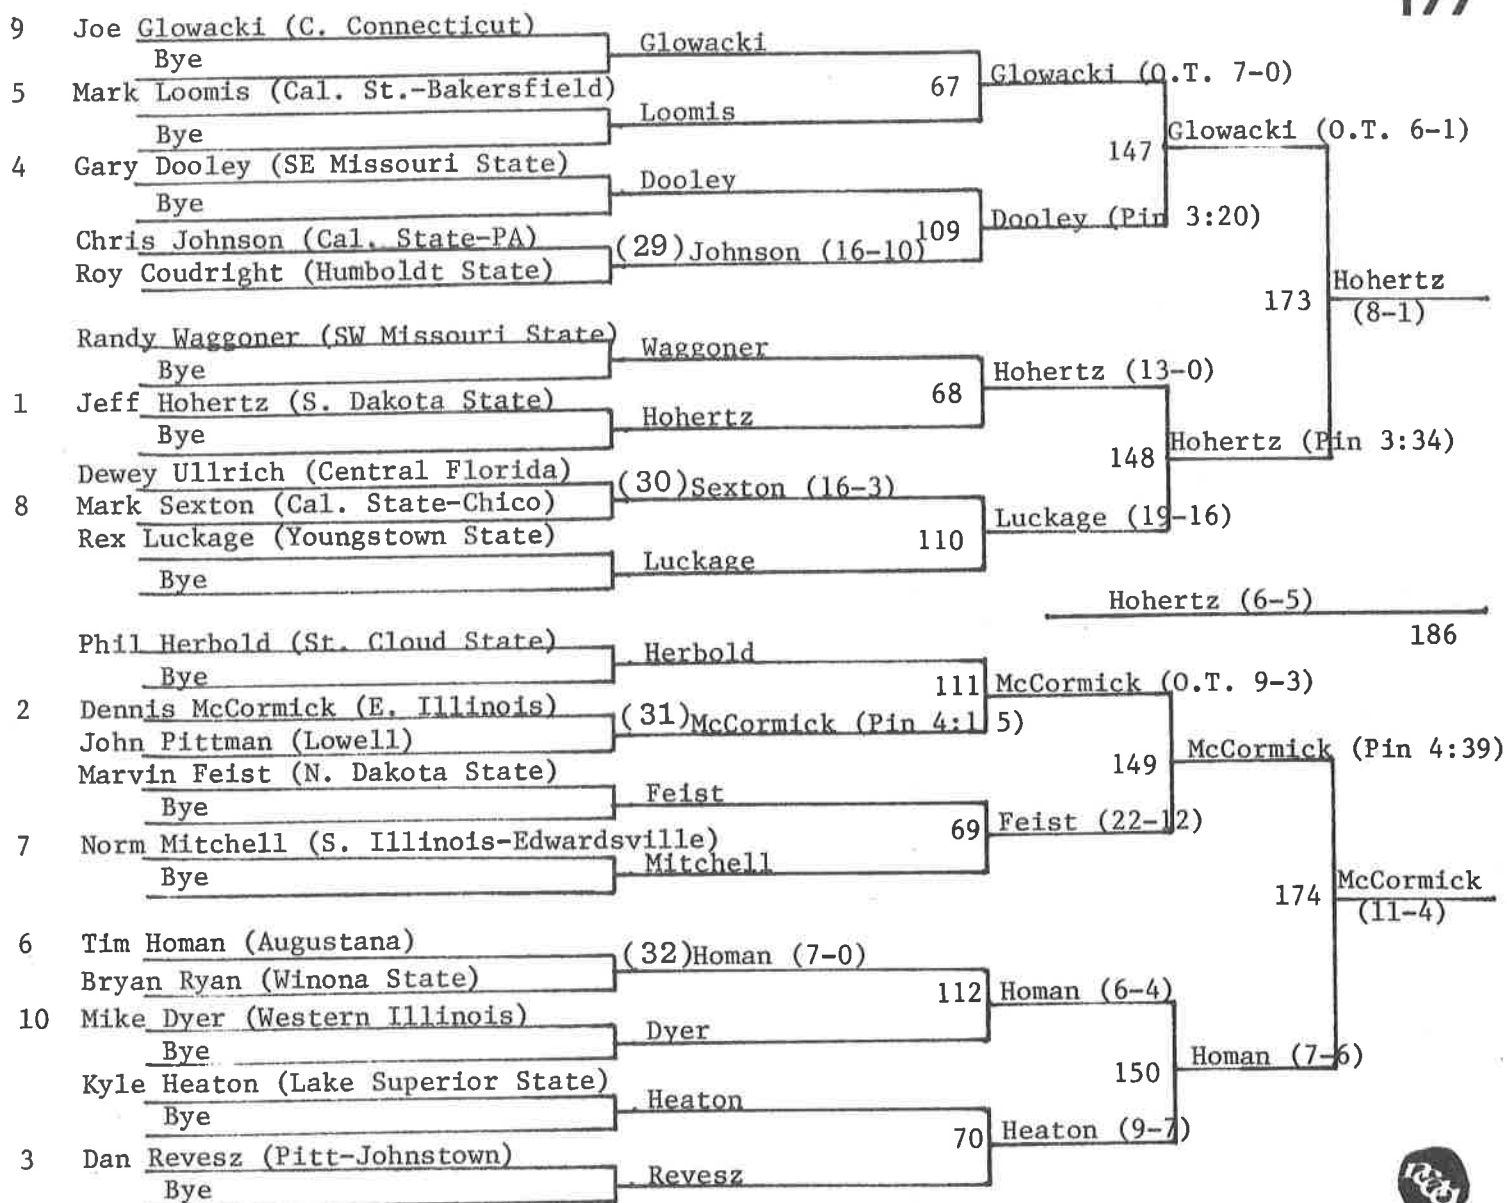 177
9 Joe Glowacki (C. Connecticut)
Bye
Glowacki
5 Mark Loomis (Cal. St.-Bakersfield)
Bye
Loomis
67
Glowacki (O.T. 7-0)
4 Gary Dooley (SE Missouri State)
Bye
Dooley
Chris Johnson (Cal. State-PA)
Roy Coudright (Humboldt State)
(29) Johnson (16-10)
109
Dooley (Pin 3:20)
147
Glowacki (O.T. 6-1)
Randy Waggoner (SW Missouri State)
Bye
Waggoner
1 Jeff Hohertz (S. Dakota State)
Bye
Hohertz
68
Hohertz (13-0)
Dewey Ullrich (Central Florida)
8 Mark Sexton (Cal. State-Chico)
(30) Sexton (16-3)
Rex Luckage (Youngstown State)
Bye
Luckage
110
Luckage (19-16)
148
Hohertz (Pin 3:34)
173
Hohertz
(8-1)
Hohertz (6-5)
186
Phil Herbold (St. Cloud State)
Bye
Herbold
2 Dennis McCormick (E. Illinois)
John Pittman (Lowell)
(31) McCormick (Pin 4:15)
111
McCormick (O.T. 9-3)
Marvin Feist (N. Dakota State)
Bye
Feist
7 Norm Mitchell (S. Illinois-Edwardsville)
Bye
Mitchell
69
Feist (22-12)
149
McCormick (Pin 4:39)
6 Tim Homan (Augustana)
Bryan Ryan (Winona State)
(32) Homan (7-0)
10 Mike Dyer (Western Illinois)
Bye
Dyer
112
Homan (6-4)
Kyle Heaton (Lake Superior State)
Bye
Heaton
3 Dan Revesz (Pitt-Johnstown)
Bye
Revesz
70
Heaton (9-7)
150
Homan (7-6)
174
McCormick
(11-4)